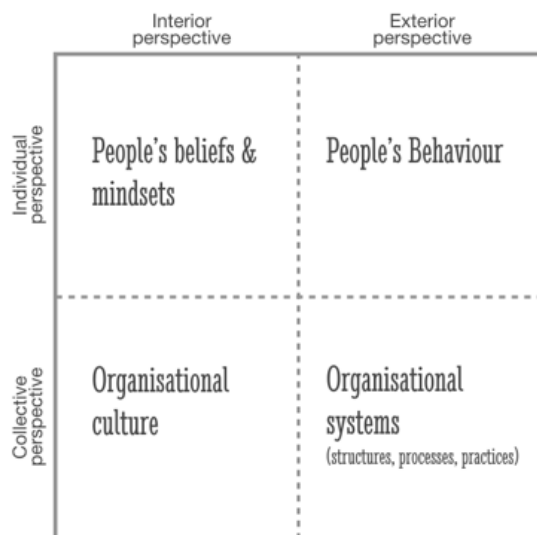 Interior
perspective
Exterior
perspective
Individual
perspective
People's beliefs &
mindsets
People's Behaviour
Collective
perspective
Organisational
culture
Organisational
systems
(structures, processes, practices)